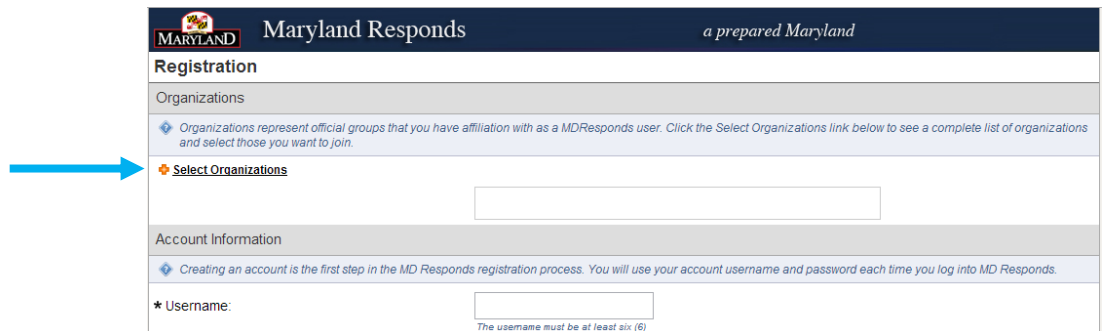 MARYLAND Maryland Responds a prepared Maryland
Registration
Organizations
Organizations represent official groups that you have affiliation with as a MDResponds user. Click the Select Organizations link below to see a complete list of organizations
and select those you want to join.
Select Organizations
Account Information
Creating an account is the first step in the MD Responds registration process. You will use your account username and password each time you log into MD Responds.
* Username:
The username must be at least six (6)